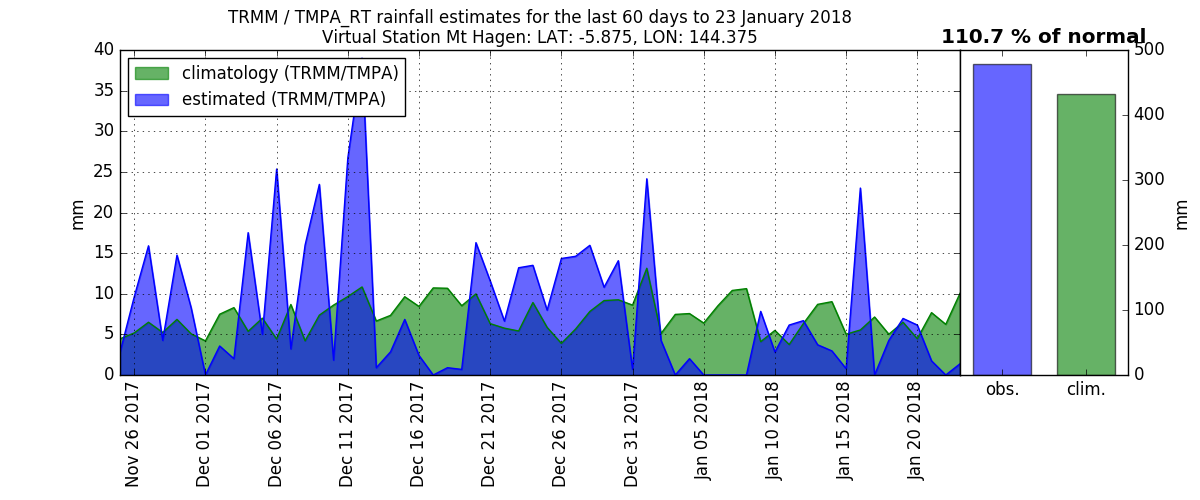 TRMM / TMPA_RT rainfall estimates for the last 60 days to 23 January 2018
Virtual Station Mt Hagen: LAT: -5.875, LON: 144.375
110.7 % of normal
climatology (TRMM/TMPA)
estimated (TRMM/TMPA)
40
35
30
25
20
15
10
5
0
mm
500
400
300
200
100
0
mm
Nov 26 2017
Dec 01 2017
Dec 06 2017
Dec 11 2017
Dec 16 2017
Dec 21 2017
Dec 26 2017
Dec 31 2017
Jan 05 2018
Jan 10 2018
Jan 15 2018
Jan 20 2018
obs.
clim.